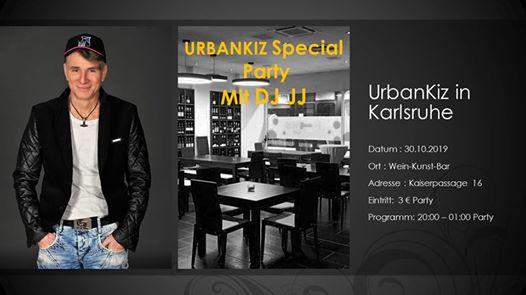 URBANKIZ Special
Party
Mit DJ JJ
UrbanKiz in
Karlsruhe
Datum : 30.10.2019
Ort : Wein-Kunst-Bar
Adresse : Kaiserpassage 16
Eintritt: 3 € Party
Programm: 20:00 – 01:00 Party